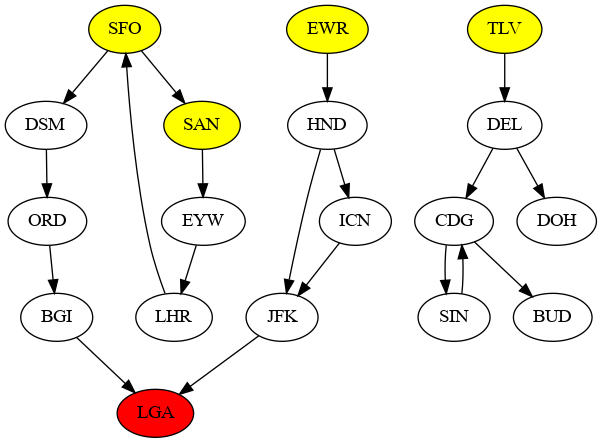 SFO EWR TLV
DSM SAN HND DEL
ORD EYW ICN CDG DOH
BGI LHR JFK SIN BUD
LGA